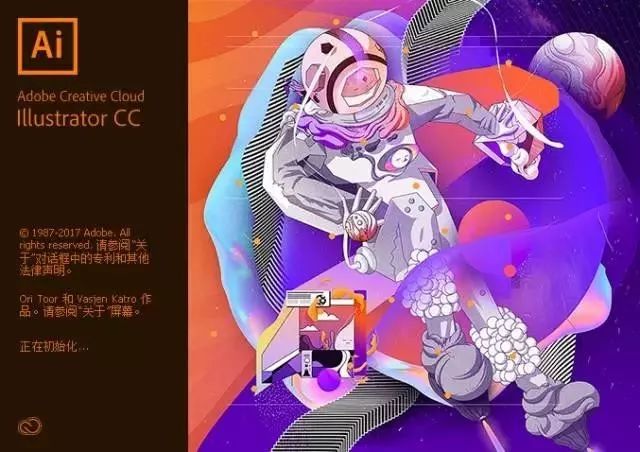 Ai
Adobe Creative Cloud
Illustrator CC
© 1987-2017 Adobe. All
rights reserved. 请参阅“关
于”对话框中的专利和其他
法律声明。
Ori Toor 和 Vasjen Katro 作
品。请参阅“关于”屏幕。
正在初始化...